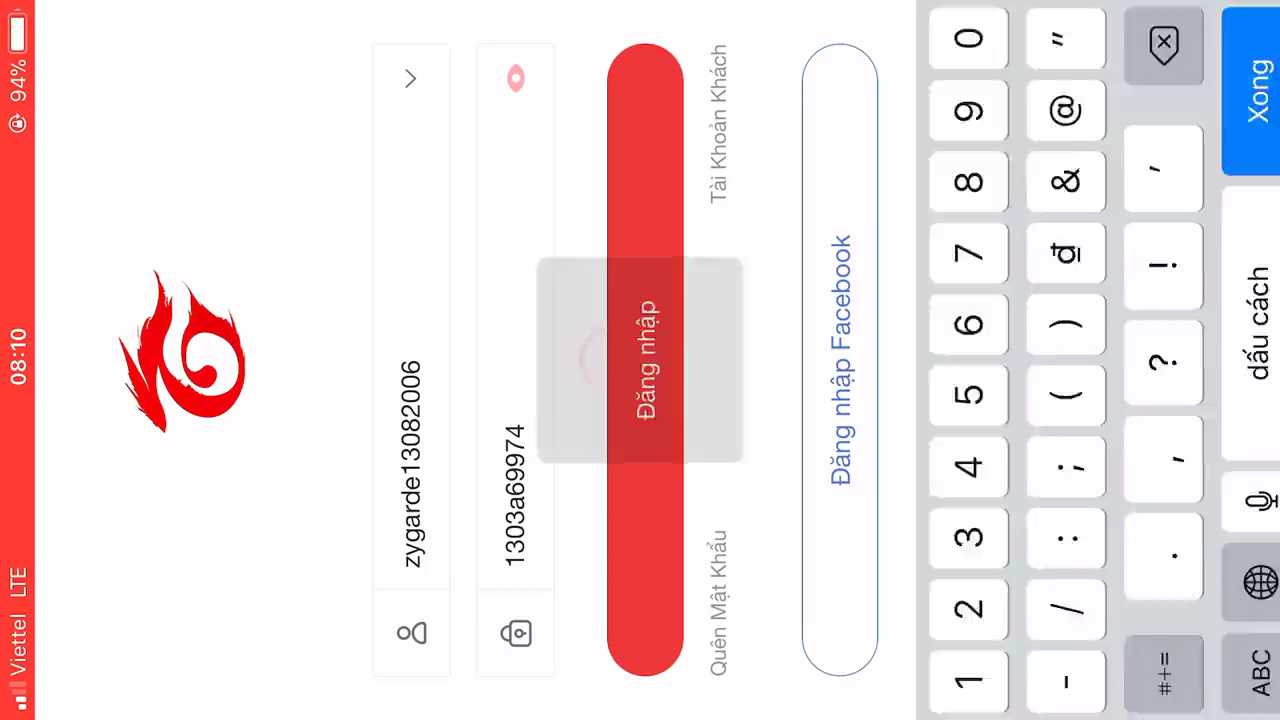 Viettel LTE 08:10 94%
zygarde13082006
1303a69974
Đăng nhập
Quên Mật Khẩu Tài Khoản Khách
Đăng nhập Facebook
1 2 3 4 5 6 7 8 9 0
- / : ; ( ) đ & @ "
#+= . , ? ! '
ABC dấu cách Xong